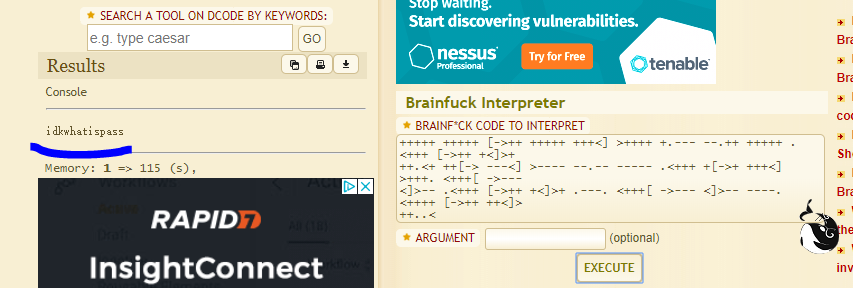 SEARCH A TOOL ON DCODE BY KEYWORDS:
e.g. type caesar
GO
Results
Console
idkwhatispass
Memory: 1 => 115 (s),
RAPID7
InsightConnect
Stop waiting.
Start discovering vulnerabilities.
nessus
Professional
Try for Free
tenable
Brainfuck Interpreter
BRAINF*CK CODE TO INTERPRET
+++++ +++++ [->++ +++++ +++<] >++++ +.--- --.++ +++++ .
<+++ [->++ +<]>+
++.<+ ++[-> ---<] >---- --.-- ----- .<+++ +[->+ +++<]
>+++. <+++[ ->---
<]>-- .<+++ [->++ +<]>+ .---. <+++[ ->--- <]>-- ----.
<++++ [->++ ++<]>
++..<
ARGUMENT
(optional)
EXECUTE
Bra
Bra
co
Sh
Bra
the
inv